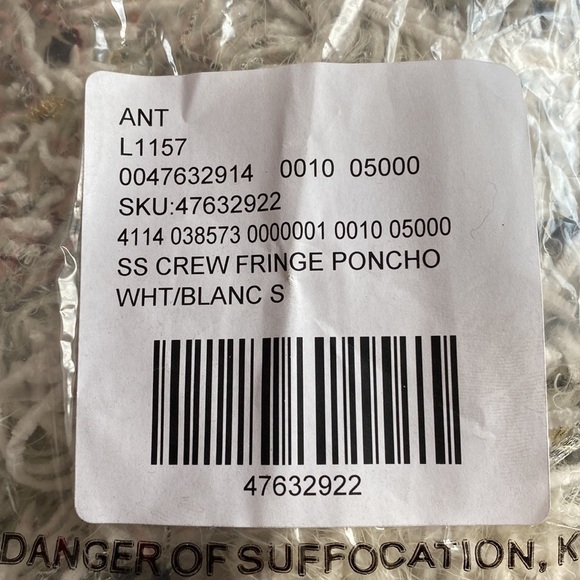 ANT
L1157
0047632914 0010 05000
SKU:47632922
4114 038573 0000001 0010 05000
SS CREW FRINGE PONCHO
WHT/BLANC S
47632922
DANGER OF SUFFOCATION, K